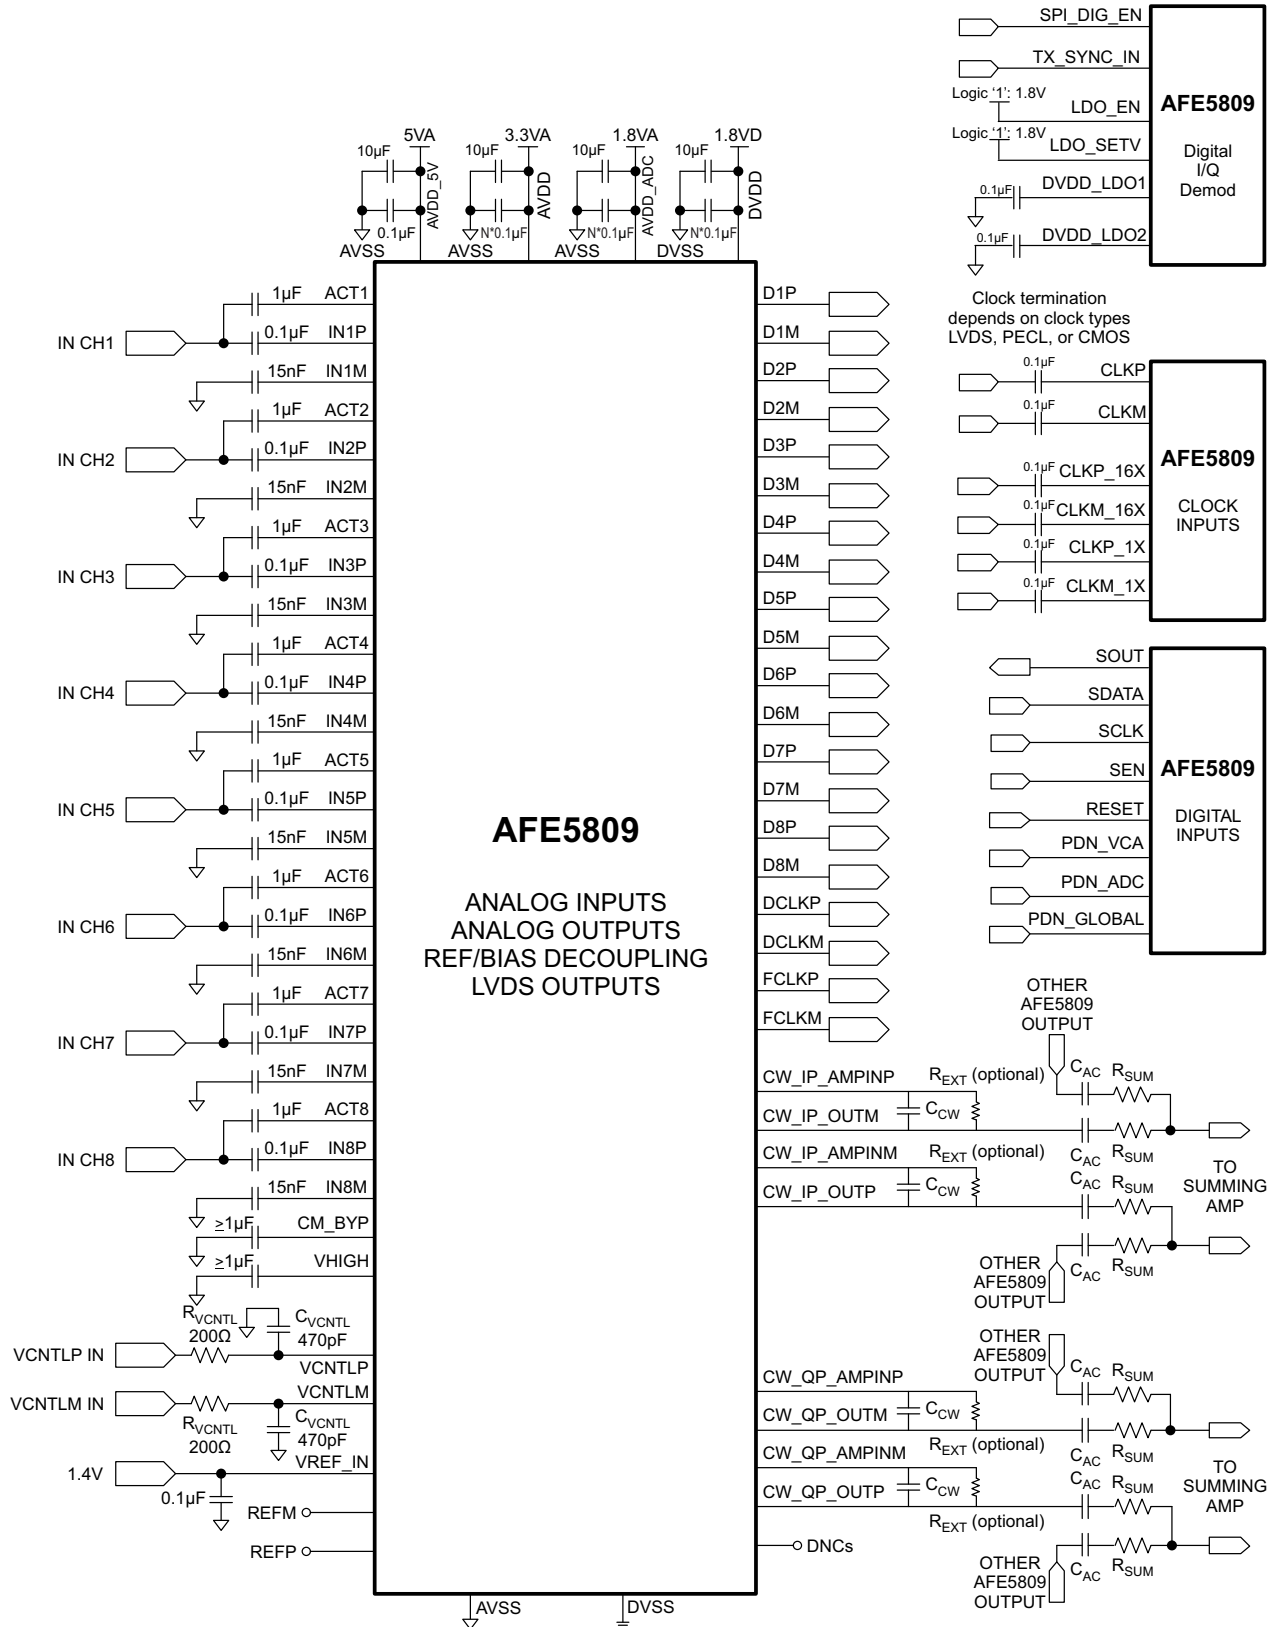 5VA
3.3VA
1.8VA
1.8VD
10µF
10µF
10µF
10µF
AVDD_5V
AVDD
AVDD_ADC
DVDD
0.1µF
N*0.1µF
N*0.1µF
N*0.1µF
AVSS
AVSS
AVSS
DVSS
IN CH1
1µF ACT1
0.1µF IN1P
15nF IN1M
IN CH2
1µF ACT2
0.1µF IN2P
15nF IN2M
IN CH3
1µF ACT3
0.1µF IN3P
15nF IN3M
IN CH4
1µF ACT4
0.1µF IN4P
15nF IN4M
IN CH5
1µF ACT5
0.1µF IN5P
15nF IN5M
IN CH6
1µF ACT6
0.1µF IN6P
15nF IN6M
IN CH7
1µF ACT7
0.1µF IN7P
15nF IN7M
IN CH8
1µF ACT8
0.1µF IN8P
15nF IN8M
≥1µF CM_BYP
≥1µF VHIGH
RVCNTL
200Ω
CVCNTL
470pF
VCNTLP IN
VCNTLP
VCNTLM IN
VCNTLM
RVCNTL
200Ω
CVCNTL
470pF
1.4V
VREF_IN
0.1µF
REFM
REFP
AFE5809
ANALOG INPUTS
ANALOG OUTPUTS
REF/BIAS DECOUPLING
LVDS OUTPUTS
AVSS
DVSS
D1P
D1M
D2P
D2M
D3P
D3M
D4P
D4M
D5P
D5M
D6P
D6M
D7P
D7M
D8P
D8M
DCLKP
DCLKM
FCLKP
FCLKM
CW_IP_AMPINP
REXT (optional)
CCW
CW_IP_OUTM
CW_IP_AMPINM
REXT (optional)
CCW
CW_IP_OUTP
OTHER
AFE5809
OUTPUT
CAC RSUM
CAC RSUM
CAC RSUM
TO
SUMMING
AMP
OTHER
AFE5809
OUTPUT
CAC RSUM
CW_QP_AMPINP
CCW
CW_QP_OUTM
REXT (optional)
CW_QP_AMPINM
CCW
CW_QP_OUTP
REXT (optional)
DNCs
OTHER
AFE5809
OUTPUT
CAC RSUM
CAC RSUM
CAC RSUM
TO
SUMMING
AMP
OTHER
AFE5809
OUTPUT
CAC RSUM
SPI_DIG_EN
TX_SYNC_IN
Logic ‘1’: 1.8V
LDO_EN
Logic ‘1’: 1.8V
LDO_SETV
0.1µF DVDD_LDO1
0.1µF DVDD_LDO2
AFE5809
Digital
I/Q
Demod
Clock termination
depends on clock types
LVDS, PECL, or CMOS
0.1µF CLKP
0.1µF CLKM
0.1µF CLKP_16X
0.1µF CLKM_16X
0.1µF CLKP_1X
0.1µF CLKM_1X
AFE5809
CLOCK
INPUTS
SOUT
SDATA
SCLK
SEN
RESET
PDN_VCA
PDN_ADC
PDN_GLOBAL
AFE5809
DIGITAL
INPUTS